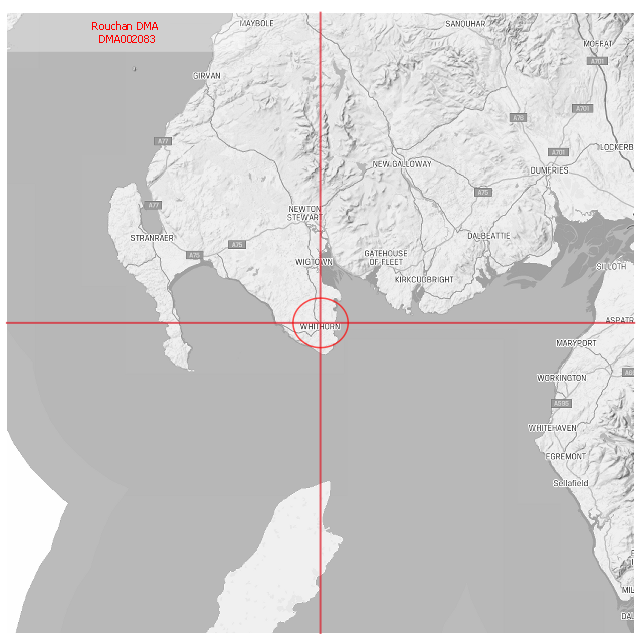 Rouchan DMA
DMA002083
MAYBOLE
SANQUHAR
MOFFAT
A701
GIRVAN
A701
A76
A77
LOCKERB
A701
NEW GALLOWAY
DUMFRIES
A75
A77
NEWTON
STEWART
STRANRAER
A75
DALBEATTIE
A75
GATEHOUSE
OF FLEET
WIGTOWN
SILLOTH
KIRKCUDBRIGHT
ASPATR
WHITHORN
MARYPORT
WORKINGTON
A595
WHITEHAVEN
EGREMONT
Sellafield
MIL
DAL